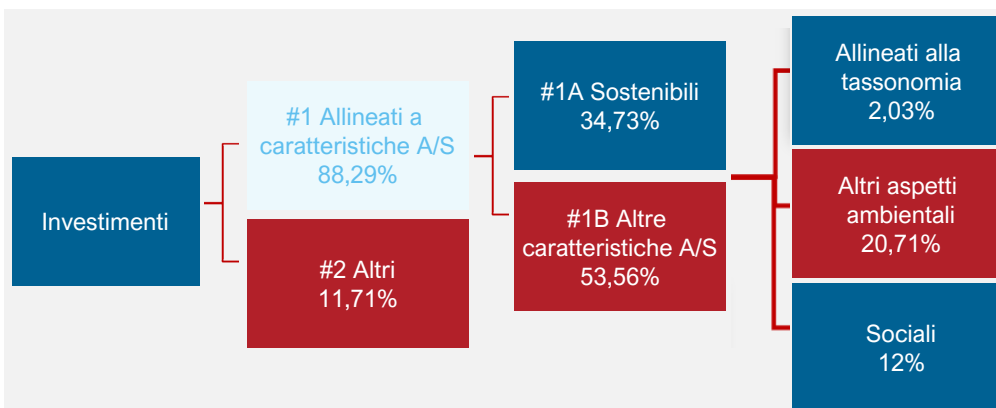 Investimenti
#1 Allineati a
caratteristiche A/S
88,29%
#2 Altri
11,71%
#1A Sostenibili
34,73%
#1B Altre
caratteristiche A/S
53,56%
Allineati alla
tassonomia
2,03%
Altri aspetti
ambientali
20,71%
Sociali
12%